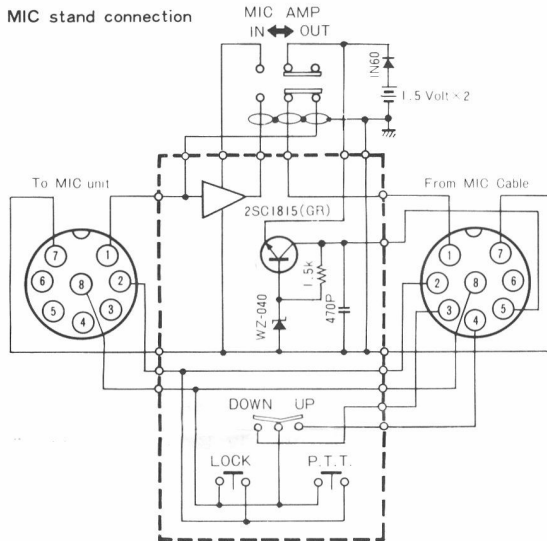 MIC stand connection
MIC AMP
IN OUT
IN60
1.5 Volt×2
To MIC unit
From MIC Cable
2SC1815(GR)
1.5k
WZ-040
470P
7 1
6 8 2
5 4 3
1 7
2 8 6
3 4 5
DOWN UP
LOCK P.T.T.